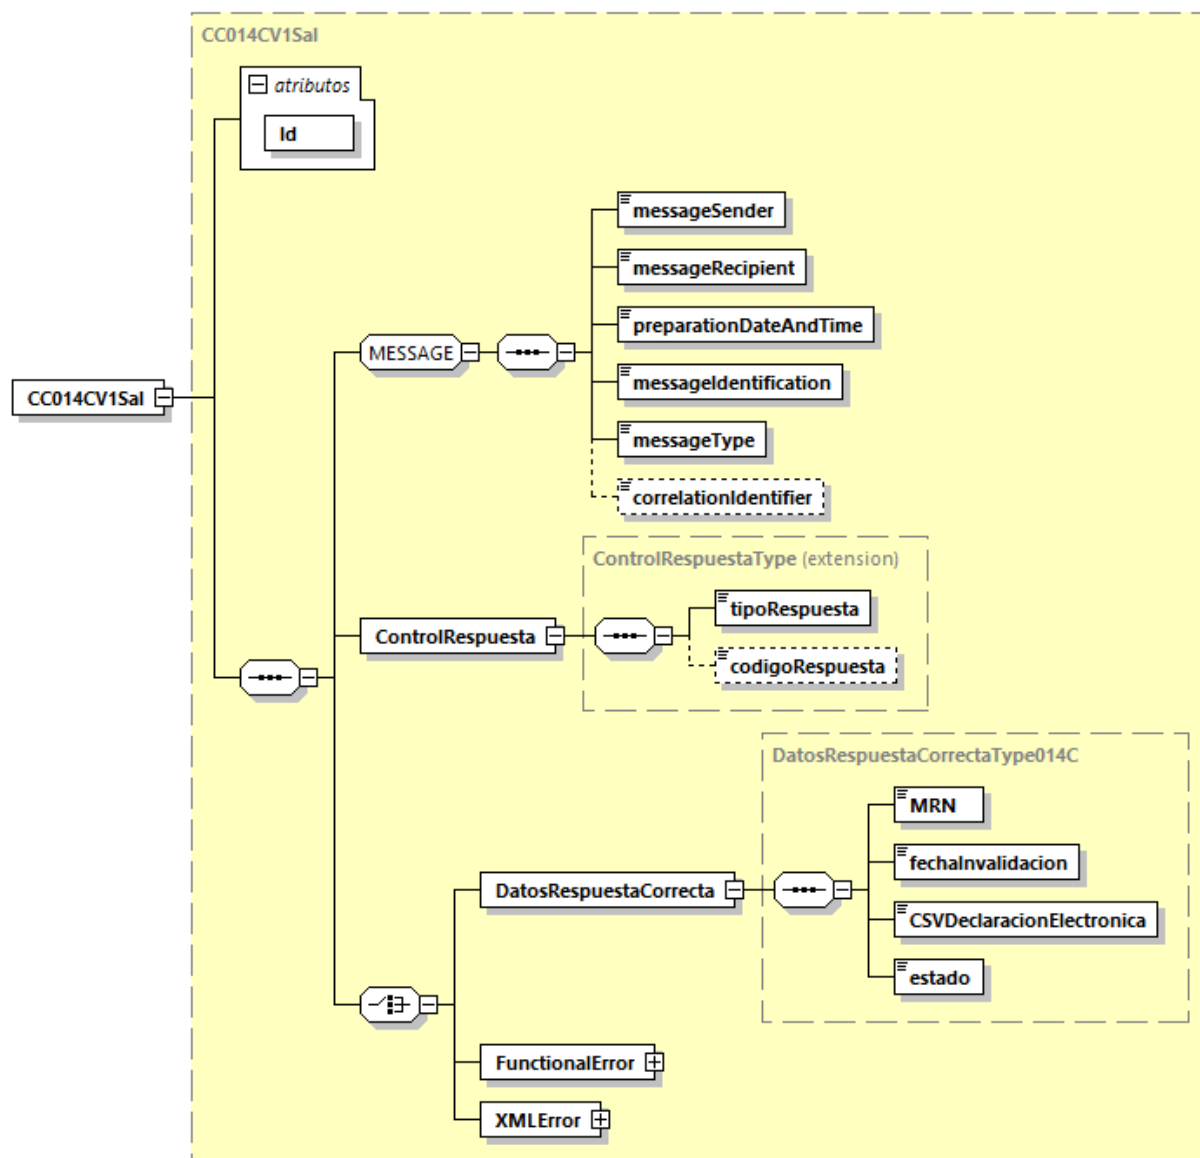 CC014CV1Sal
atributos
Id
messageSender
messageRecipient
preparationDateAndTime
MESSAGE
messageIdentification
CC014CV1Sal
messageType
correlationIdentifier
ControlRespuestaType (extension)
tipoRespuesta
ControlRespuesta
codigoRespuesta
DatosRespuestaCorrectaType014C
MRN
fechaInvalidacion
DatosRespuestaCorrecta
CSVDeclaracionElectronica
estado
FunctionalError
XMLError